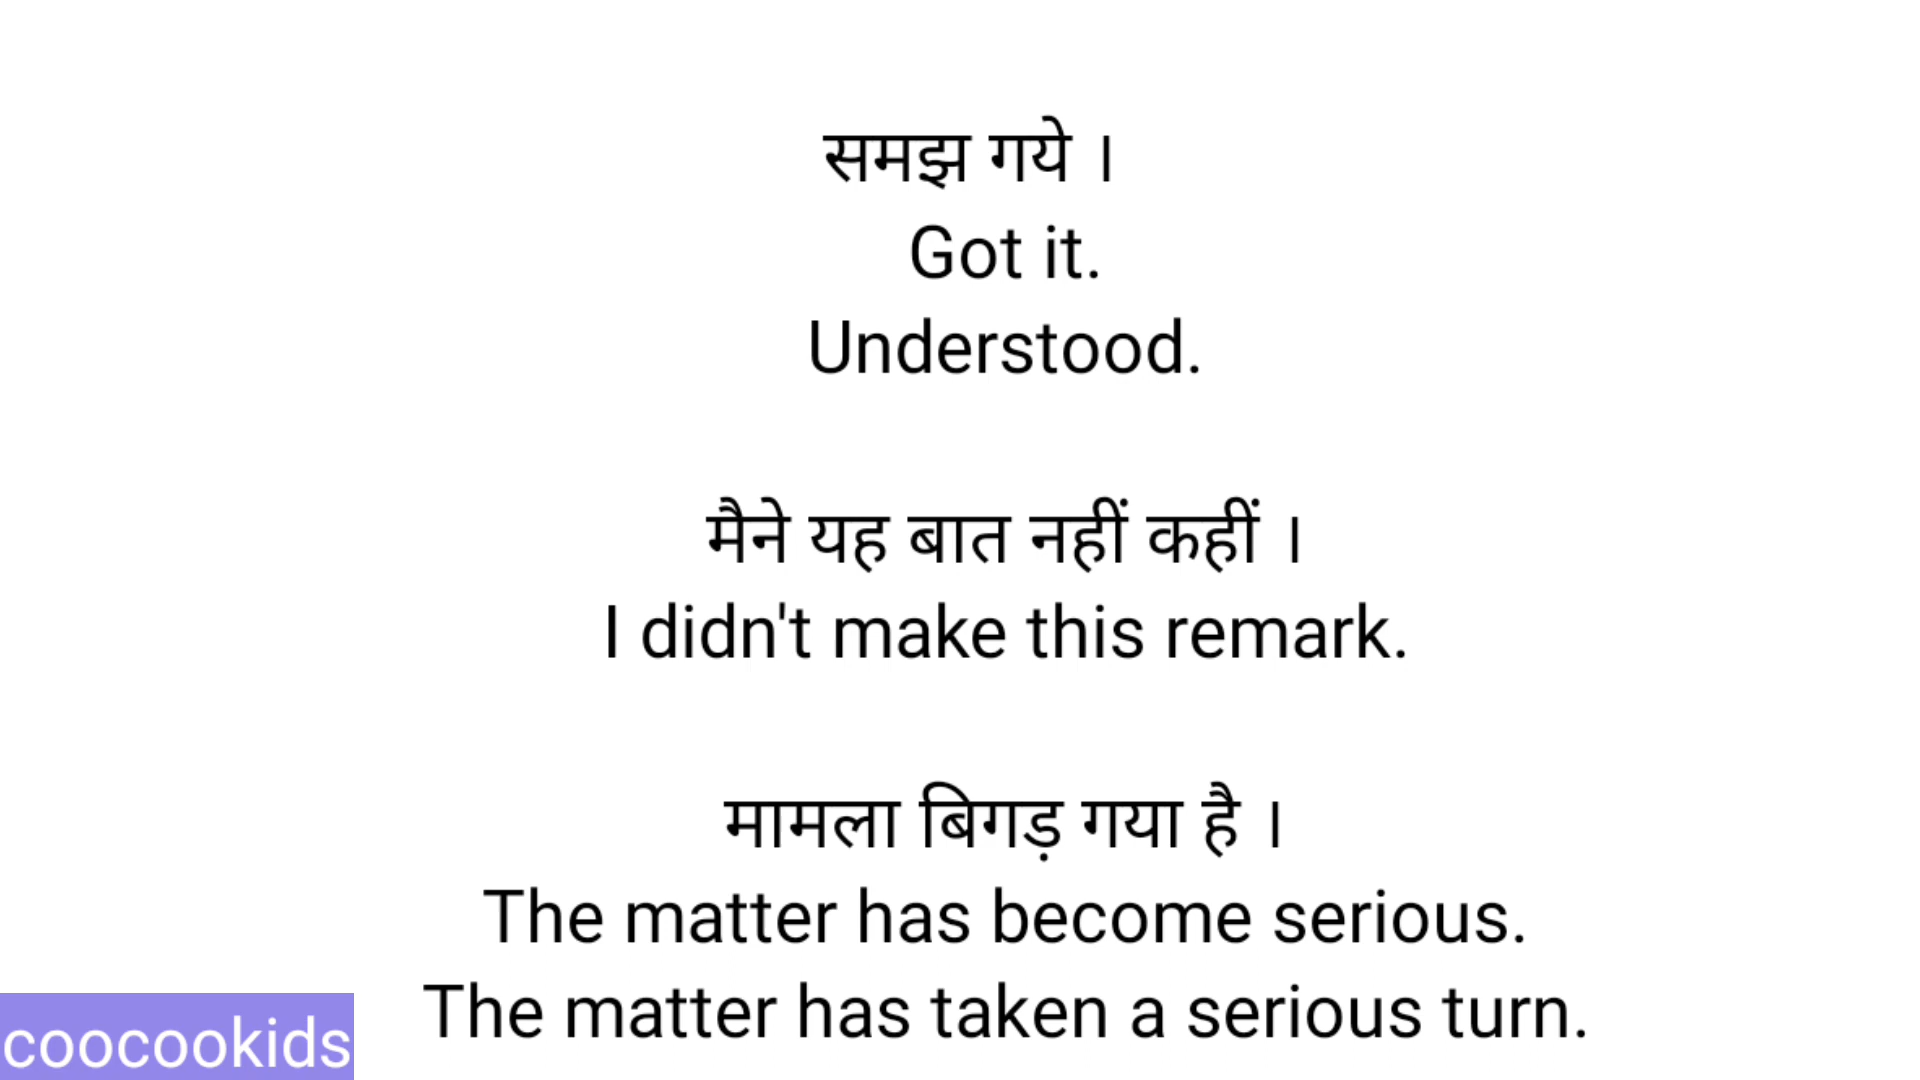 समझ गये ।
Got it.
Understood.
मैने यह बात नहीं कहीं ।
I didn't make this remark.
मामला बिगड़ गया है ।
The matter has become serious.
The matter has taken a serious turn.
coocookids